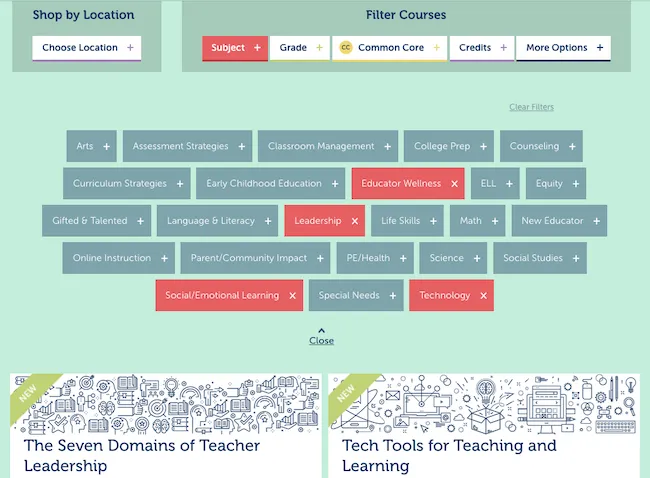 Shop by Location
Filter Courses
Choose Location +
Subject +
Grade +
CC Common Core +
Credits +
More Options +
Clear Filters
Arts +
Assessment Strategies +
Classroom Management +
College Prep +
Counseling +
Curriculum Strategies +
Early Childhood Education +
Educator Wellness ×
ELL +
Equity +
Gifted & Talented +
Language & Literacy +
Leadership ×
Life Skills +
Math +
New Educator +
Online Instruction +
Parent/Community Impact +
PE/Health +
Science +
Social Studies +
Social/Emotional Learning ×
Special Needs +
Technology ×
Close
NEW
The Seven Domains of Teacher
Leadership
NEW
Tech Tools for Teaching and
Learning